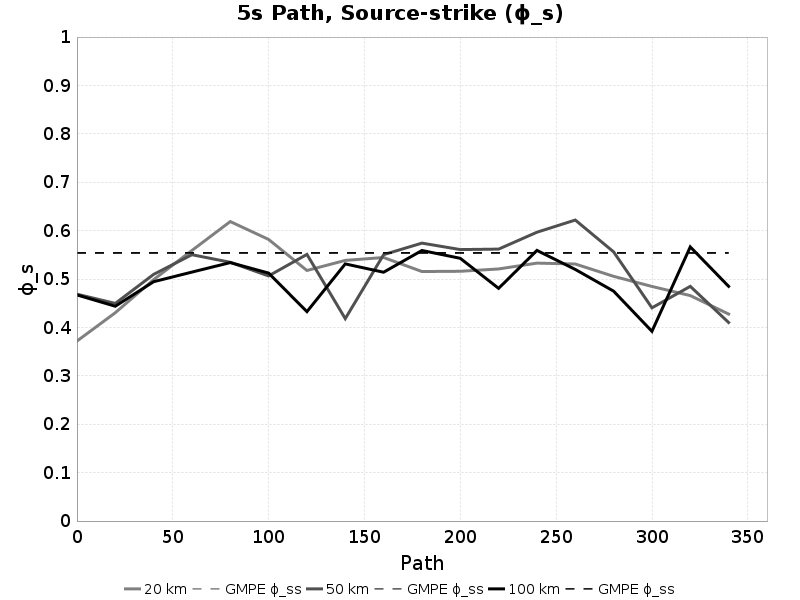 5s Path, Source-strike (ϕ_s)
1
0.9
0.8
0.7
0.6
0.5
0.4
0.3
0.2
0.1
0
ϕ_s
0 50 100 150 200 250 300 350
Path
20 km GMPE ϕ_ss 50 km GMPE ϕ_ss 100 km GMPE ϕ_ss